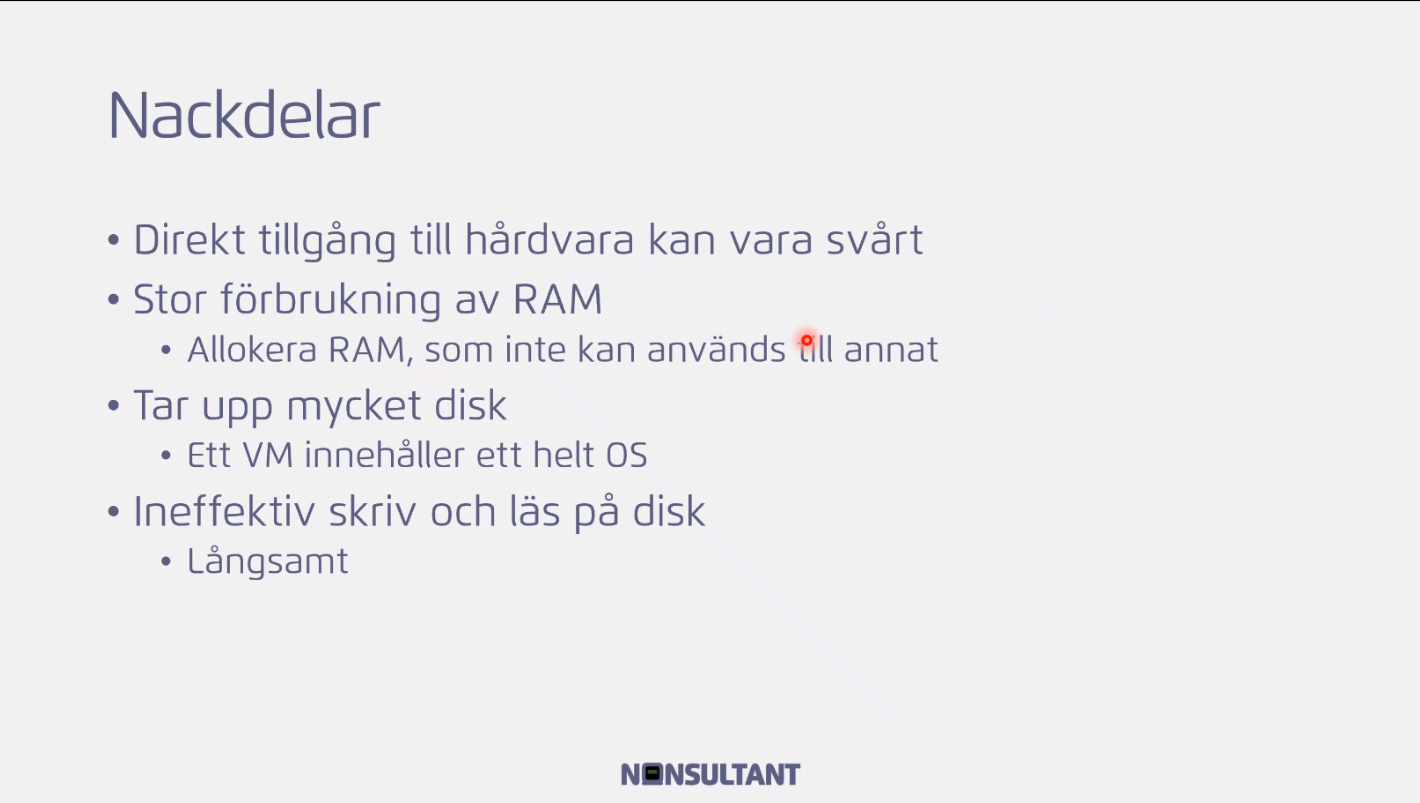 Nackdelar
• Direkt tillgång till hårdvara kan vara svårt
• Stor förbrukning av RAM
• Allokera RAM, som inte kan används till annat
• Tar upp mycket disk
• Ett VM innehåller ett helt OS
• Ineffektiv skriv och läs på disk
• Långsamt
NONSULTANT